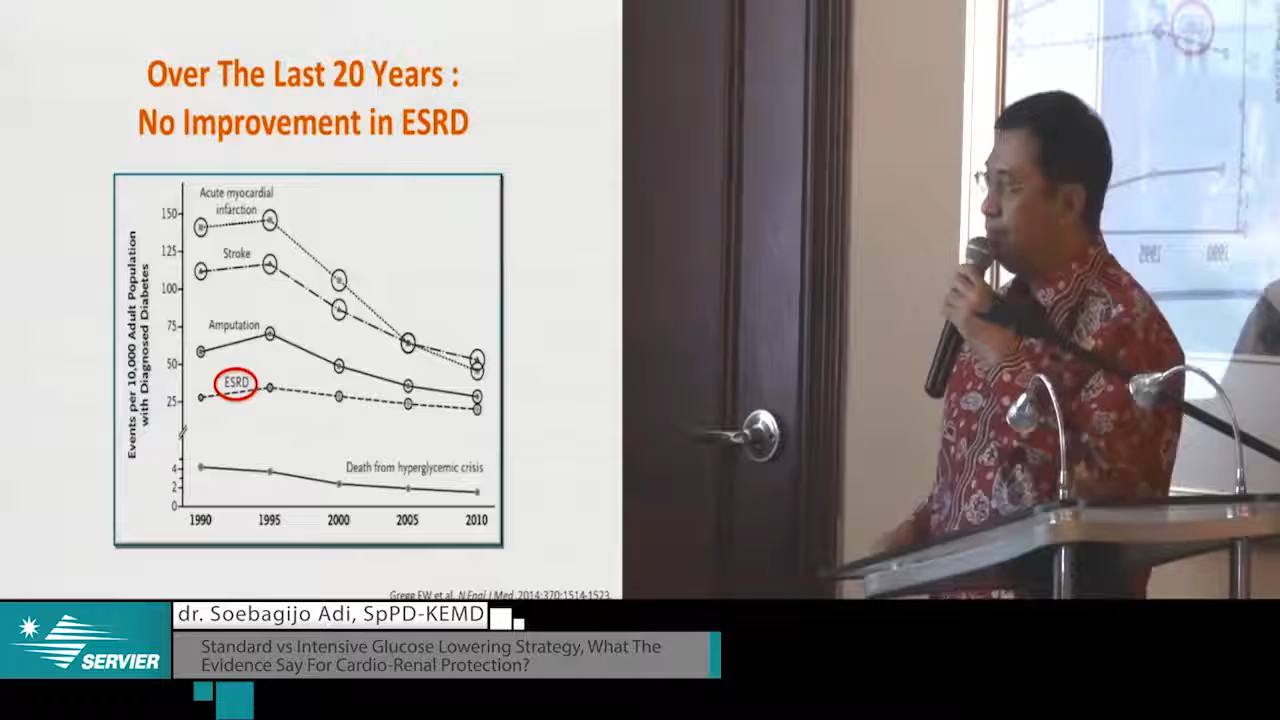 Over The Last 20 Years :
No Improvement in ESRD
Acute myocardial
infarction
Stroke
Amputation
ESRD
Death from hyperglycemic crisis
Events per 10,000 Adult Population
with Diagnosed Diabetes
150
125
100
75
50
25
4
2
0
1990 1995 2000 2005 2010
Gregg EW et al. N Engl J Med. 2014;370:1514-1523.
dr. Soebagijo Adi, SpPD-KEMD
SERVIER
Standard vs Intensive Glucose Lowering Strategy, What The
Evidence Say For Cardio-Renal Protection?
1995 1990